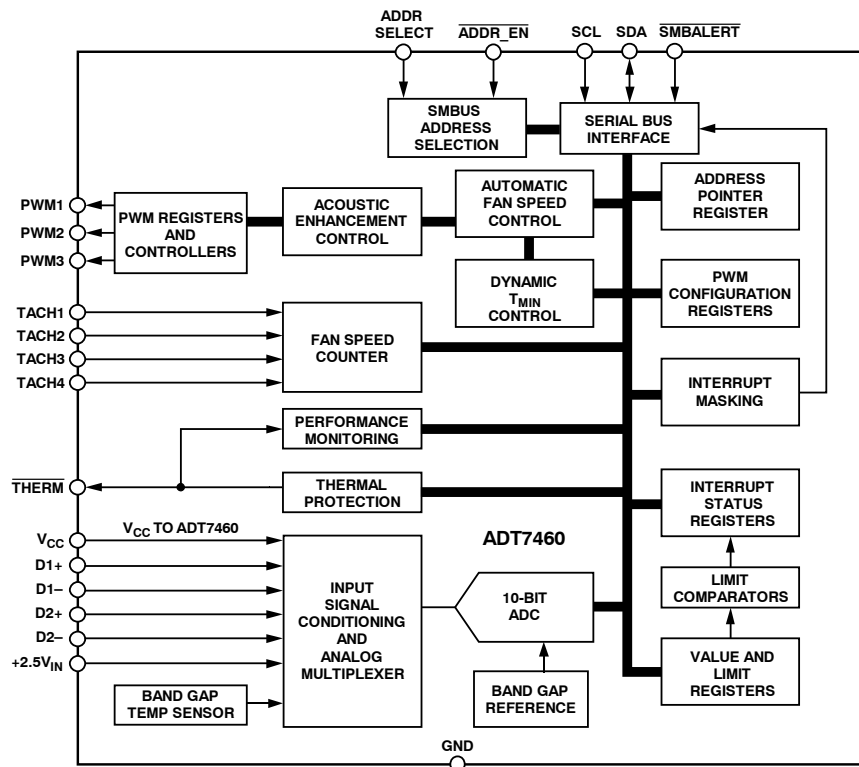 ADDR
SELECT
ADDR_EN
SCL
SDA
SMBALERT
SMBUS
ADDRESS
SELECTION
SERIAL BUS
INTERFACE
PWM1
PWM2
PWM3
PWM REGISTERS
AND
CONTROLLERS
ACOUSTIC
ENHANCEMENT
CONTROL
AUTOMATIC
FAN SPEED
CONTROL
ADDRESS
POINTER
REGISTER
DYNAMIC
TMIN
CONTROL
PWM
CONFIGURATION
REGISTERS
TACH1
TACH2
TACH3
TACH4
FAN SPEED
COUNTER
INTERRUPT
MASKING
PERFORMANCE
MONITORING
THERM
THERMAL
PROTECTION
INTERRUPT
STATUS
REGISTERS
VCC
VCC TO ADT7460
D1+
D1–
D2+
D2–
+2.5VIN
INPUT
SIGNAL
CONDITIONING
AND
ANALOG
MULTIPLEXER
ADT7460
10-BIT
ADC
LIMIT
COMPARATORS
VALUE AND
LIMIT
REGISTERS
BAND GAP
TEMP SENSOR
BAND GAP
REFERENCE
GND